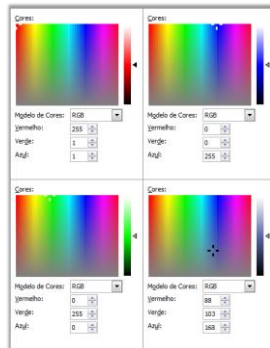 Cores:
Modelo de Cores: RGB
Vermelho: 255
Verde: 1
Azul: 1
Cores:
Modelo de Cores: RGB
Vermelho: 0
Verde: 0
Azul: 255
Cores:
Modelo de Cores: RGB
Vermelho: 0
Verde: 255
Azul: 0
Cores:
Modelo de Cores: RGB
Vermelho: 88
Verde: 103
Azul: 168